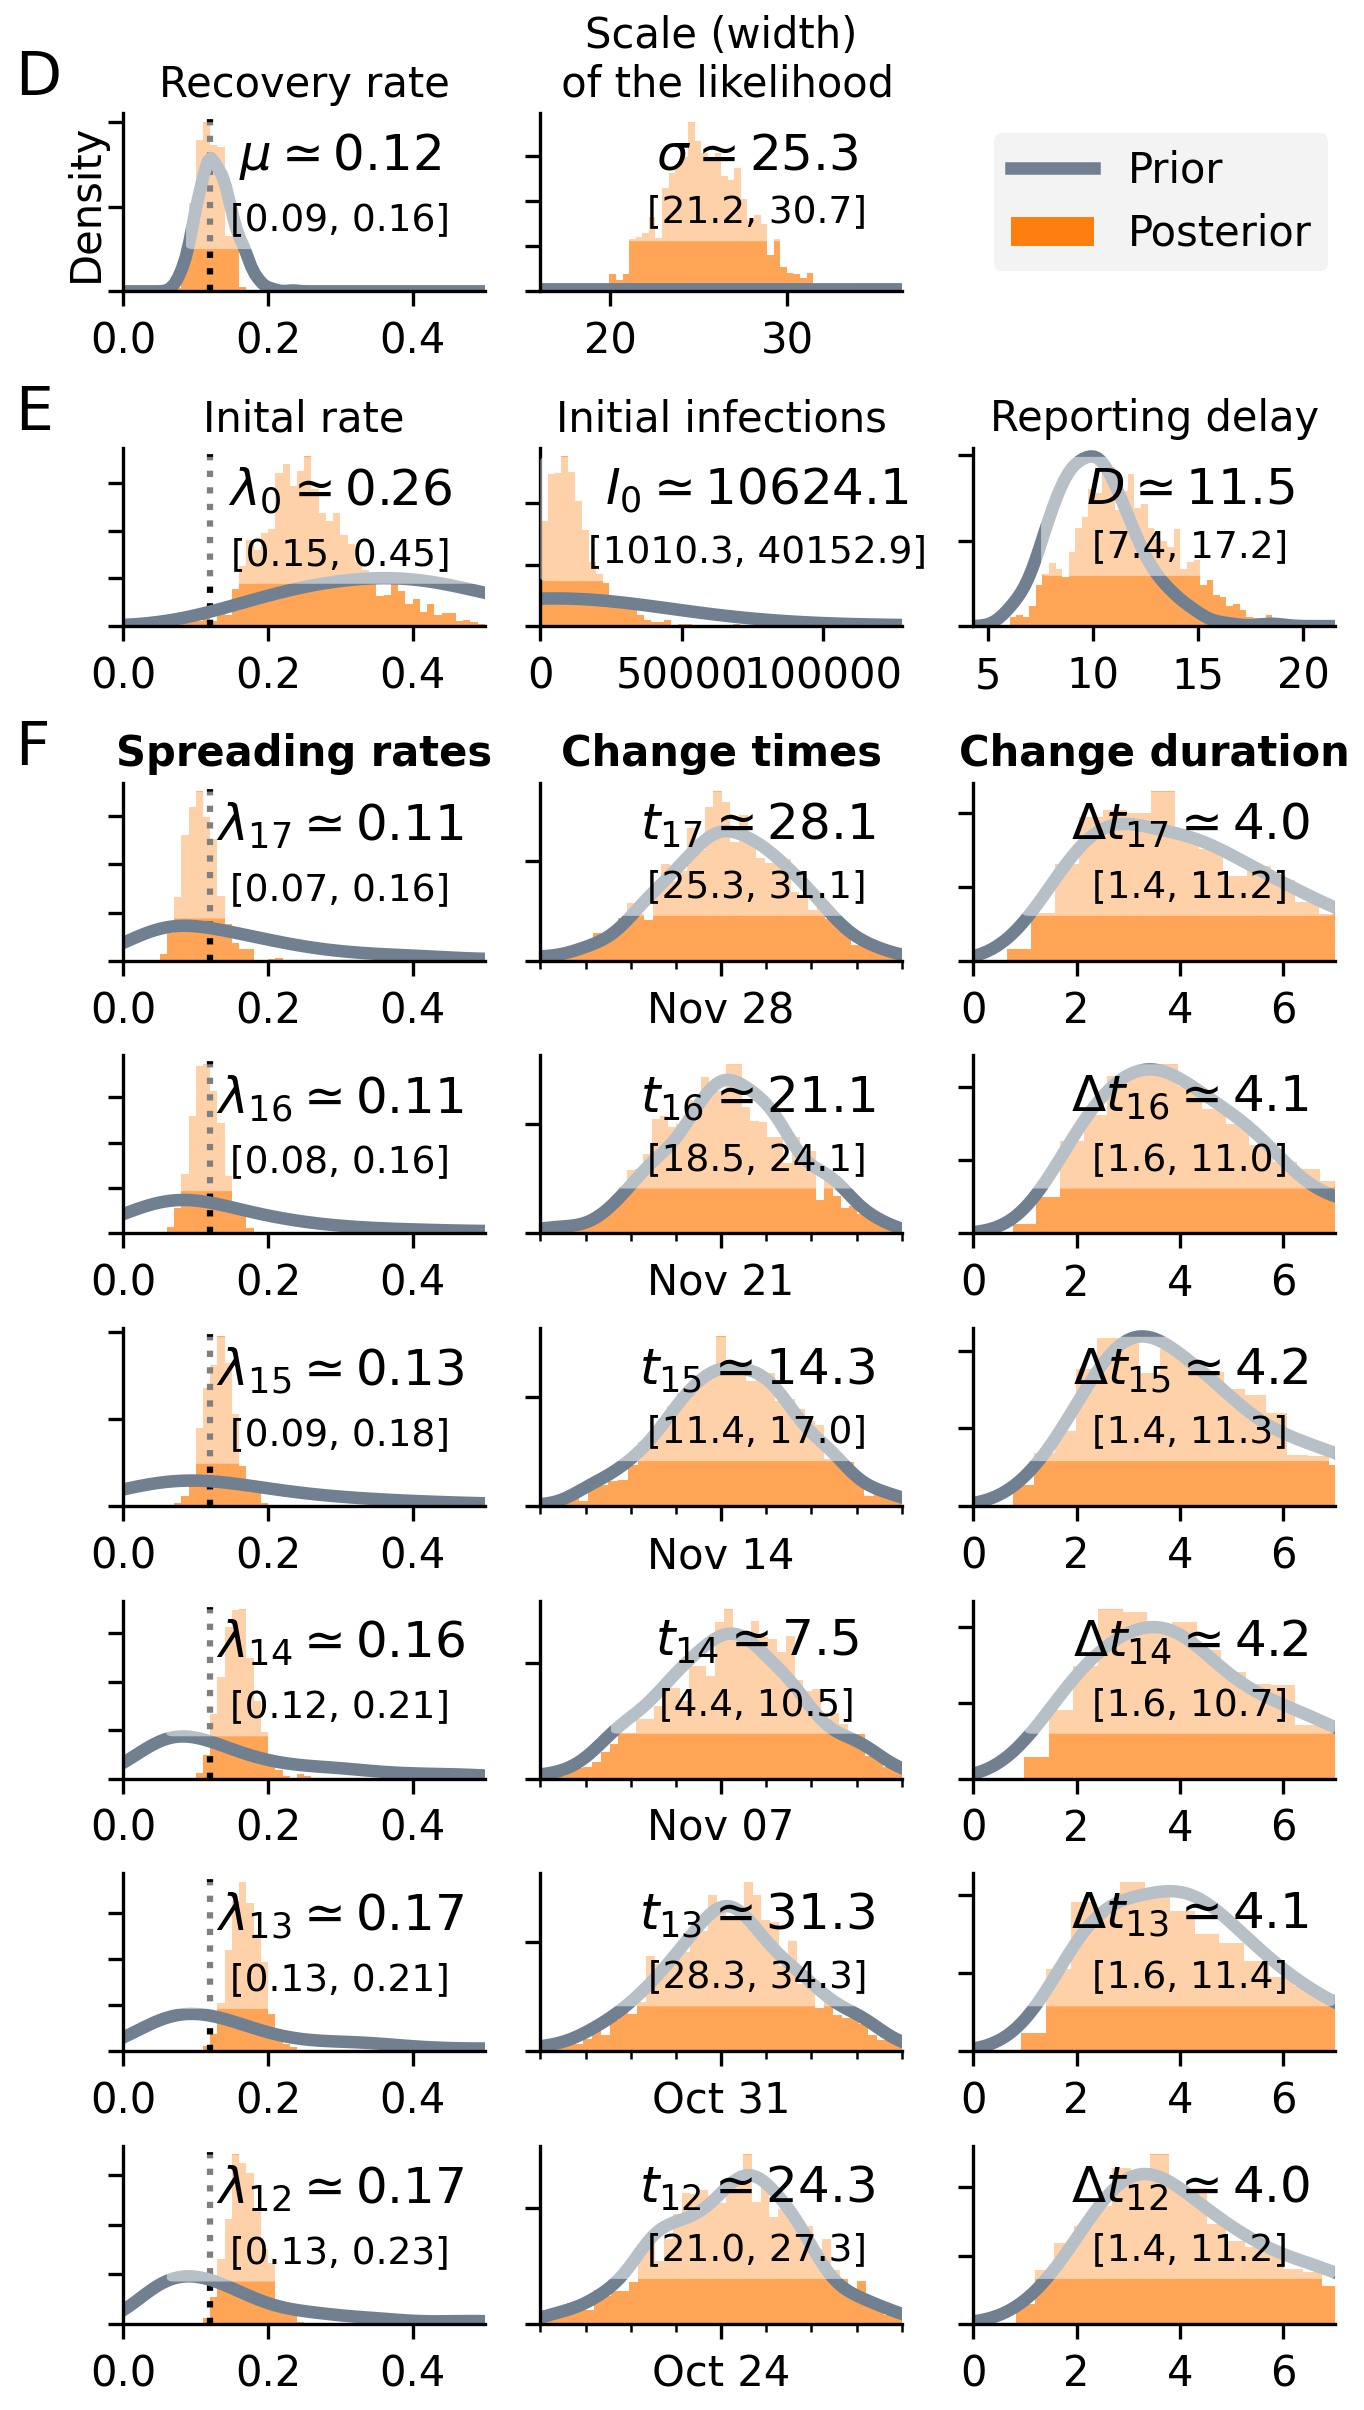 D
Recovery rate
Scale (width)
of the likelihood
Density
μ ≃ 0.12
[0.09, 0.16]
σ ≃ 25.3
[21.2, 30.7]
Prior
Posterior
0.0 0.2 0.4
20 30
E
Inital rate
Initial infections
Reporting delay
λ₀ ≃ 0.26
[0.15, 0.45]
I₀ ≃ 10624.1
[1010.3, 40152.9]
D ≃ 11.5
[7.4, 17.2]
0.0 0.2 0.4
0 50000 100000
5 10 15 20
F
Spreading rates
Change times
Change duration
λ₁₇ ≃ 0.11
[0.07, 0.16]
t₁₇ ≃ 28.1
[25.3, 31.1]
Δt₁₇ ≃ 4.0
[1.4, 11.2]
0.0 0.2 0.4
Nov 28
0 2 4 6
λ₁₆ ≃ 0.11
[0.08, 0.16]
t₁₆ ≃ 21.1
[18.5, 24.1]
Δt₁₆ ≃ 4.1
[1.6, 11.0]
0.0 0.2 0.4
Nov 21
0 2 4 6
λ₁₅ ≃ 0.13
[0.09, 0.18]
t₁₅ ≃ 14.3
[11.4, 17.0]
Δt₁₅ ≃ 4.2
[1.4, 11.3]
0.0 0.2 0.4
Nov 14
0 2 4 6
λ₁₄ ≃ 0.16
[0.12, 0.21]
t₁₄ ≃ 7.5
[4.4, 10.5]
Δt₁₄ ≃ 4.2
[1.6, 10.7]
0.0 0.2 0.4
Nov 07
0 2 4 6
λ₁₃ ≃ 0.17
[0.13, 0.21]
t₁₃ ≃ 31.3
[28.3, 34.3]
Δt₁₃ ≃ 4.1
[1.6, 11.4]
0.0 0.2 0.4
Oct 31
0 2 4 6
λ₁₂ ≃ 0.17
[0.13, 0.23]
t₁₂ ≃ 24.3
[21.0, 27.3]
Δt₁₂ ≃ 4.0
[1.4, 11.2]
0.0 0.2 0.4
Oct 24
0 2 4 6